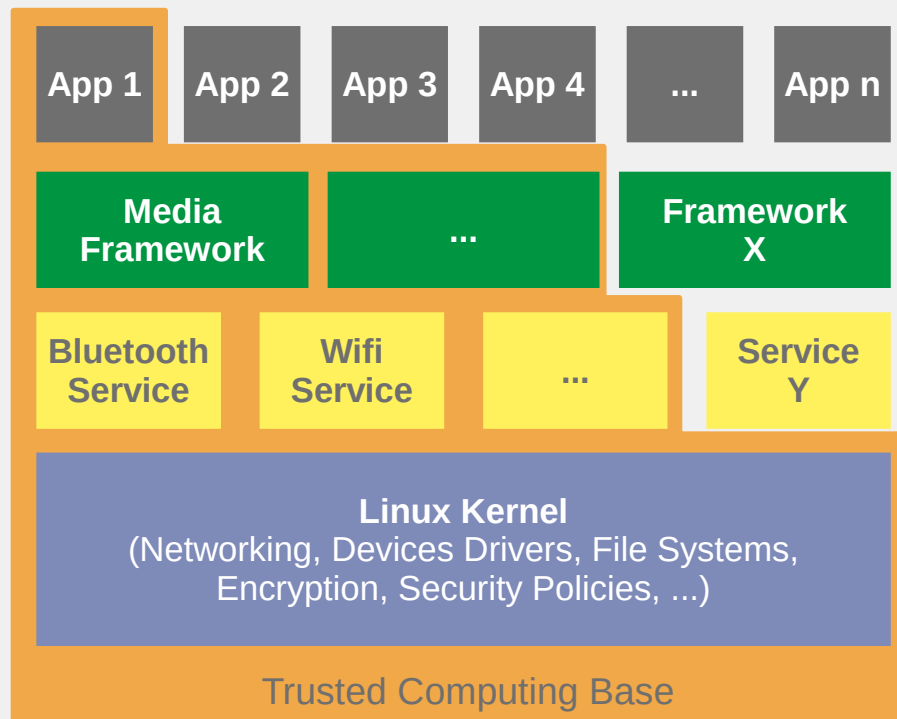 App 1
App 2
App 3
App 4
...
App n
Media
Framework
...
Framework
X
Bluetooth
Service
Wifi
Service
...
Service
Y
Linux Kernel
(Networking, Devices Drivers, File Systems,
Encryption, Security Policies, ...)
Trusted Computing Base